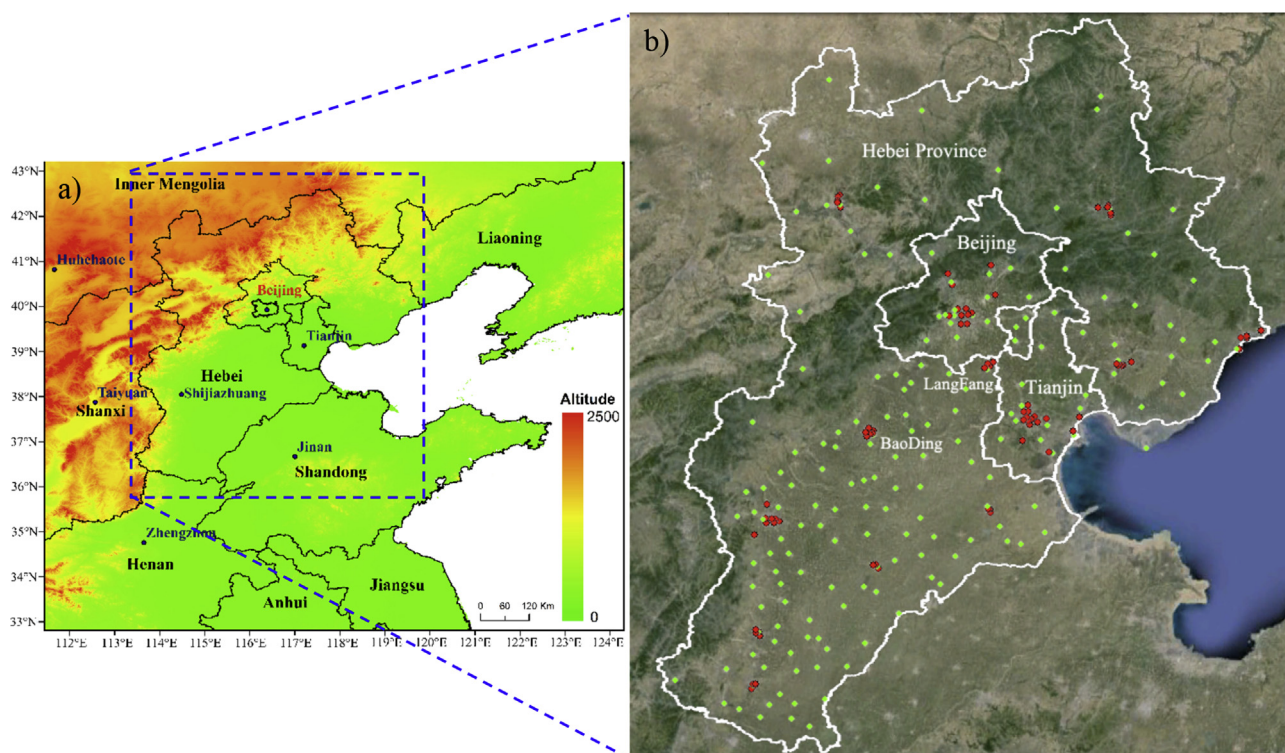 a)
43°N
42°N
41°N
40°N
39°N
38°N
37°N
36°N
35°N
34°N
33°N
Inner Mengolia
Huhehaote
Liaoning
Beijing
Tianjin
Hebei
Shijiazhuang
Taiyuan
Shanxi
Jinan
Shandong
Zhengzhou
Henan
Anhui
Jiangsu
Altitude
2500
0
0 60 120 Km
112°E 113°E 114°E 115°E 116°E 117°E 118°E 119°E 120°E 121°E 122°E 123°E 124°E
b)
Hebei Province
Beijing
LangFang
Tianjin
BaoDing